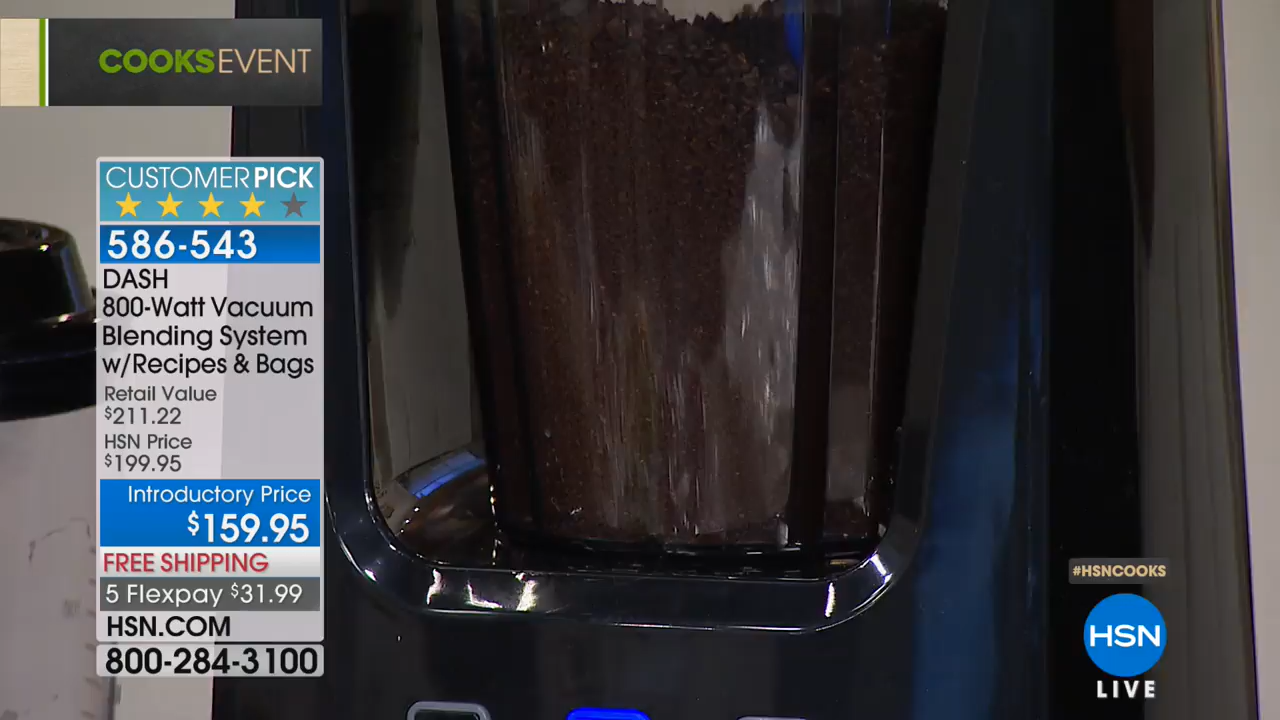 COOKSEVENT
CUSTOMERPICK
586-543
DASH
800-Watt Vacuum
Blending System
w/Recipes & Bags
Retail Value
$211.22
HSN Price
$199.95
Introductory Price
$159.95
FREE SHIPPING
5 Flexpay $31.99
HSN.COM
800-284-3100
#HSNCOOKS
HSN
LIVE